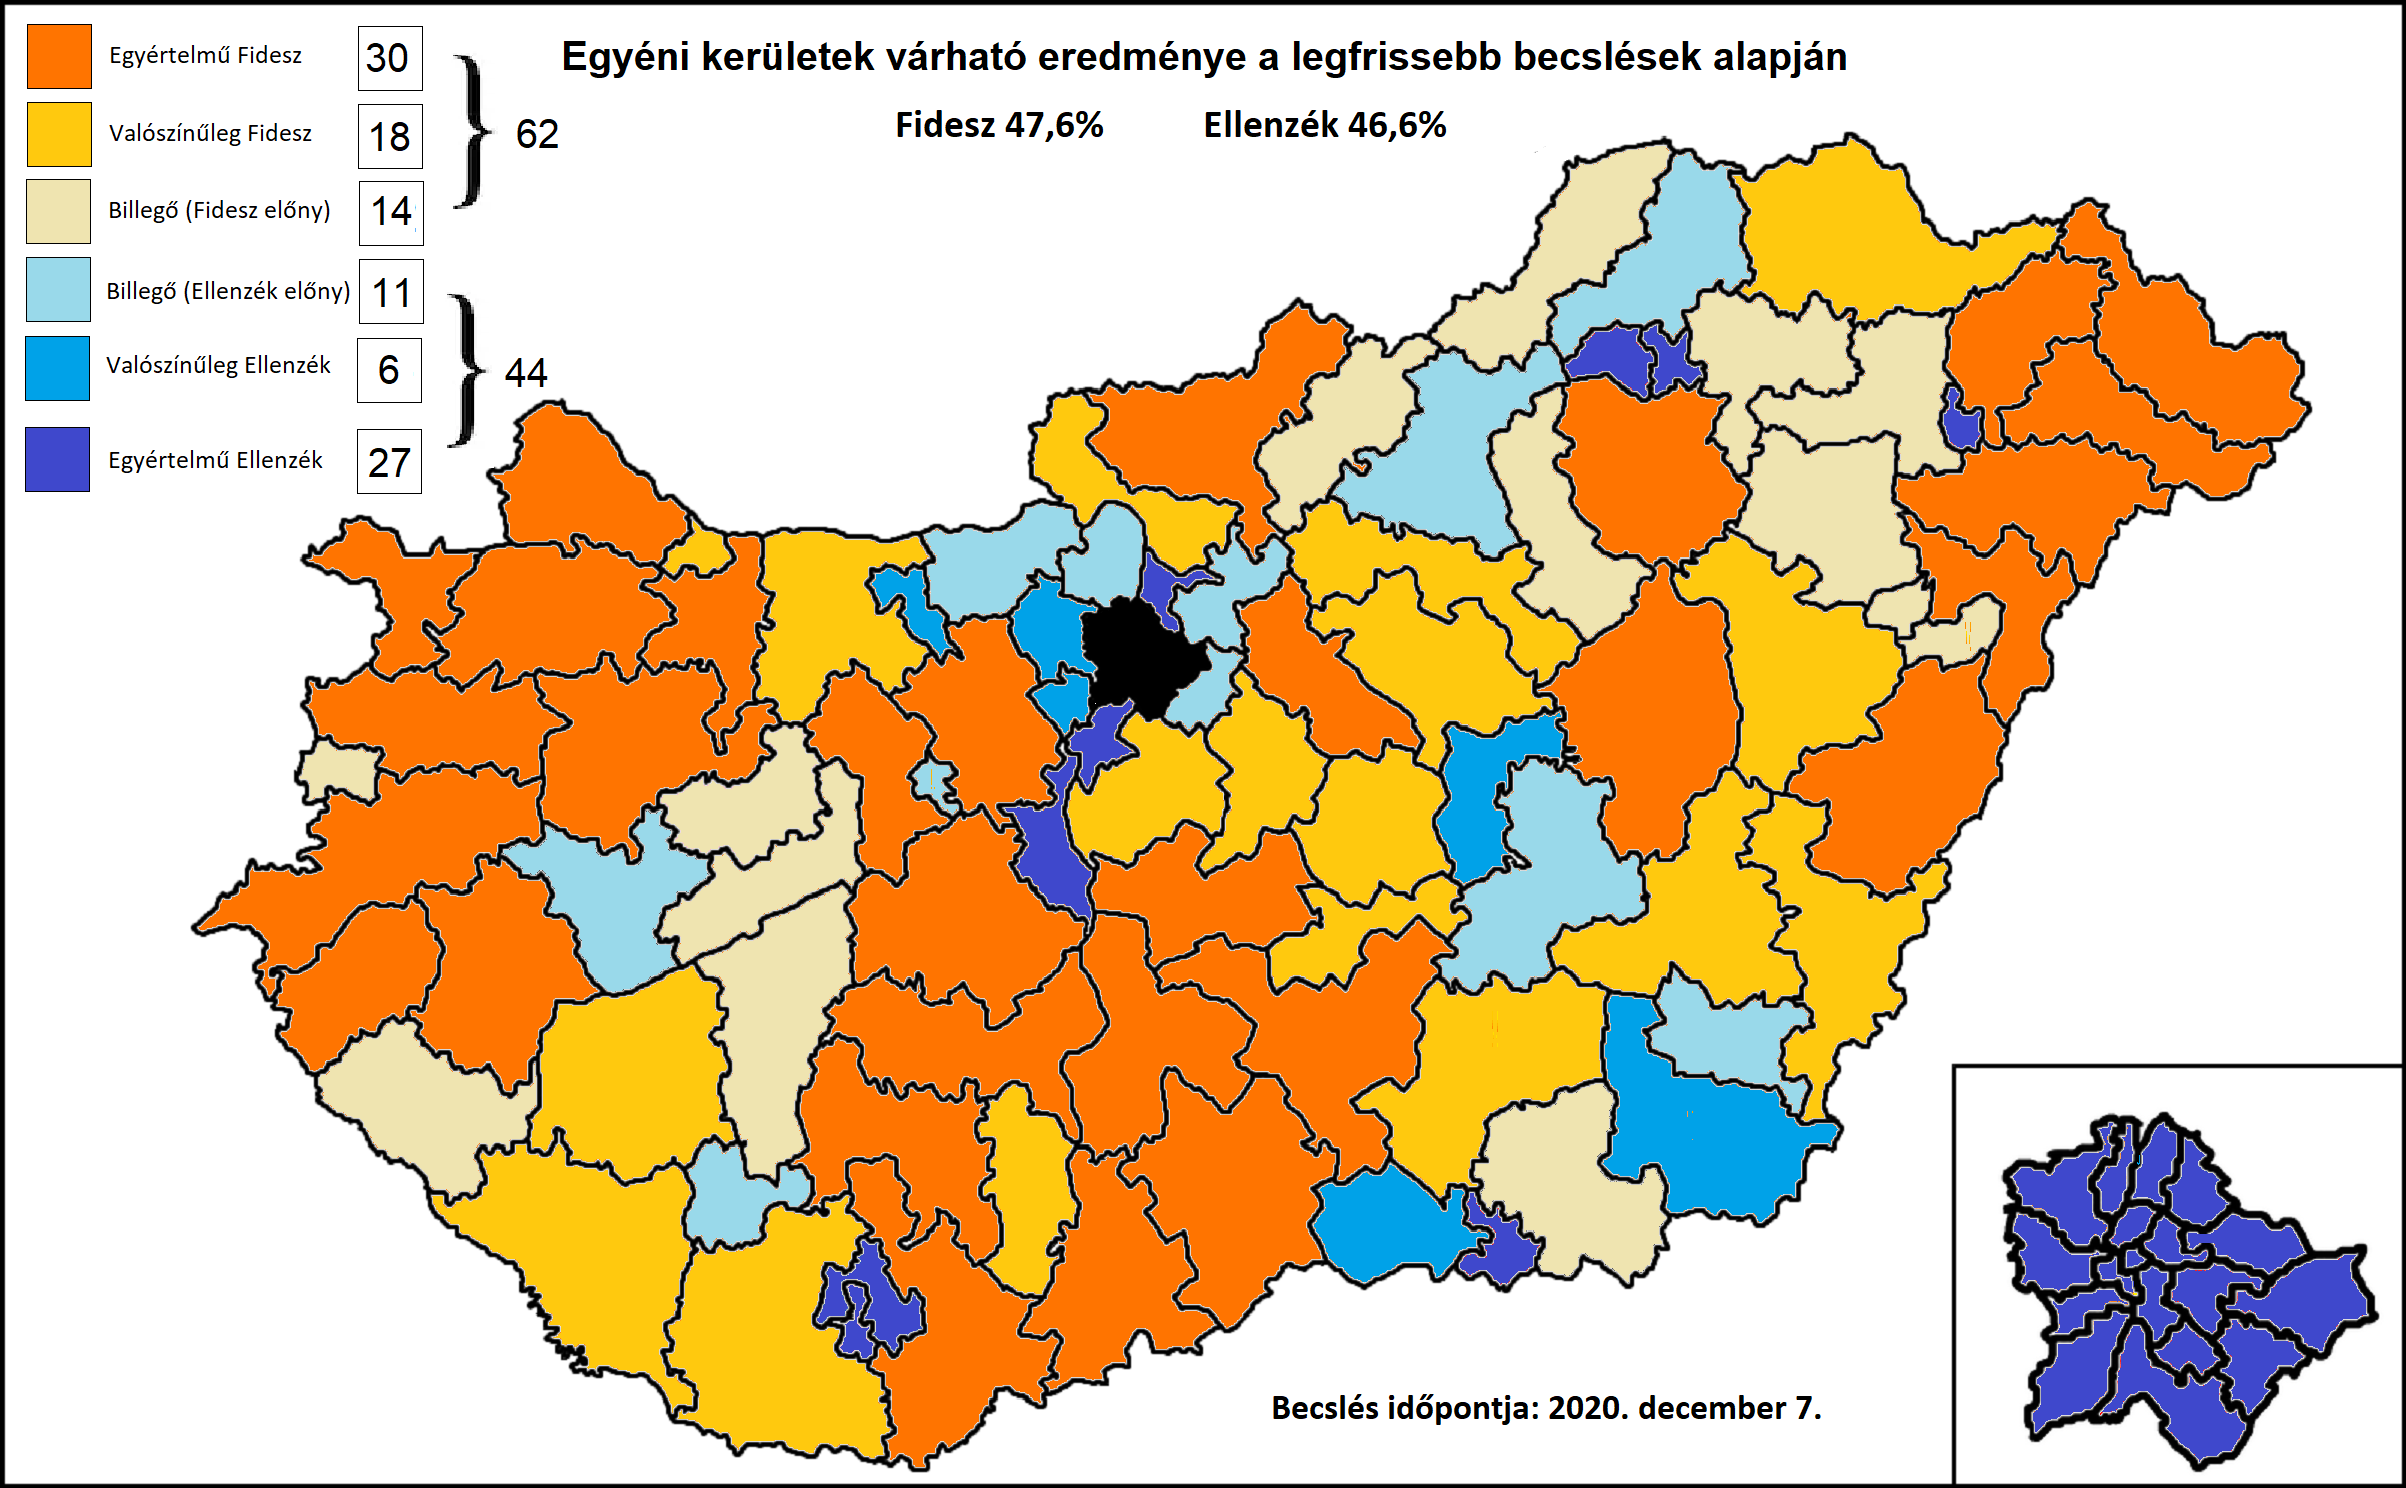 Egyéni kerületek várható eredménye a legfrissebb becslések alapján
Fidesz 47,6% Ellenzék 46,6%
Egyértelmű Fidesz 30
Valószínűleg Fidesz 18
62
Billegő (Fidesz előny) 14
Billegő (Ellenzék előny) 11
Valószínűleg Ellenzék 6
44
Egyértelmű Ellenzék 27
Becslés időpontja: 2020. december 7.